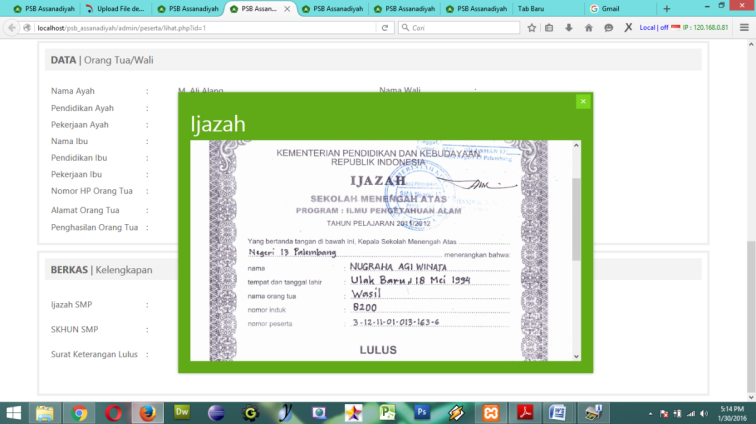 PSB Assanadiyah
Upload File de...
PSB Assanadiyah
PSB Assan...
PSB Assanadiyah
PSB Assanadiyah
PSB Assanadiyah
Tab Baru
Gmail
localhost/psb_assanadiyah/admin/peserta/lihat.php?id=1
Cari
Local | off
IP : 120.168.0.81
DATA | Orang Tua/Wali
Nama Ayah : M. Ali Alang
Nama Wali :
Pendidikan Ayah :
Pekerjaan Ayah :
Nama Ibu :
Pendidikan Ibu :
Pekerjaan Ibu :
Nomor HP Orang Tua :
Alamat Orang Tua :
Penghasilan Orang Tua :
BERKAS | Kelengkapan
Ijazah SMP :
SKHUN SMP :
Surat Keterangan Lulus :
Ijazah
KEMENTERIAN PENDIDIKAN DAN KEBUDAYAAN
REPUBLIK INDONESIA
IJAZAH
SEKOLAH MENENGAH ATAS
PROGRAM : ILMU PENGETAHUAN ALAM
TAHUN PELAJARAN 2011/2012
Yang bertanda tangan di bawah ini, Kepala Sekolah Menengah Atas
Negeri 13 Palembang menerangkan bahwa:
nama : NUGRAHA AGI WINATA
tempat dan tanggal lahir : Ulak Baru, 18 Mei 1994
nama orang tua : Wasil
nomor induk : 8200
nomor peserta : 3-12-11-01-013-163-6
LULUS
Dw
Ps
5:14 PM
1/30/2016